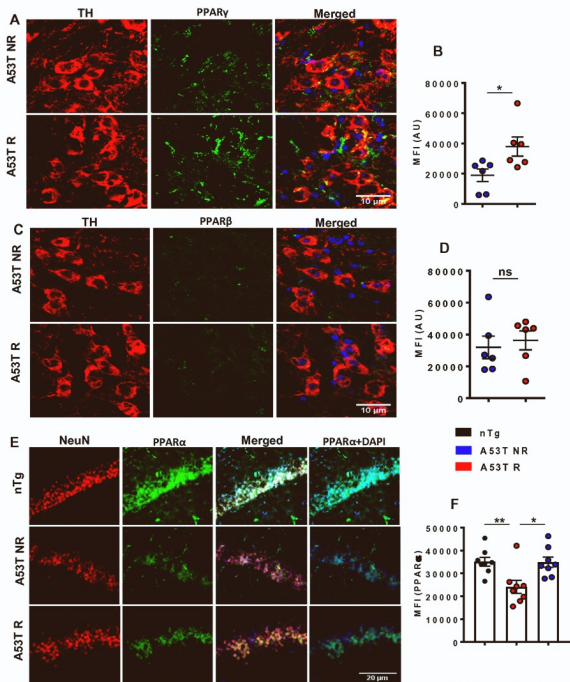 A
TH
PPARγ
Merged
A53T NR
A53T R
10 µm
B
80000
60000
40000
20000
0
MFI (AU)
*
C
TH
PPARβ
Merged
A53T NR
A53T R
10 µm
D
80000
60000
40000
20000
0
MFI (AU)
ns
nTg
A53T NR
A53T R
E
NeuN
PPARα
Merged
PPARα+DAPI
nTg
A53T NR
A53T R
20 µm
F
50000
40000
30000
20000
10000
0
MFI (PPARα)
**
*